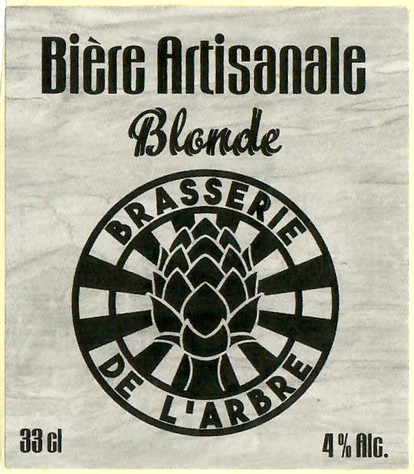 Bière Artisanale
Blonde
BRASSERIE
DE L'ARBRE
33 cl
4% Alc.